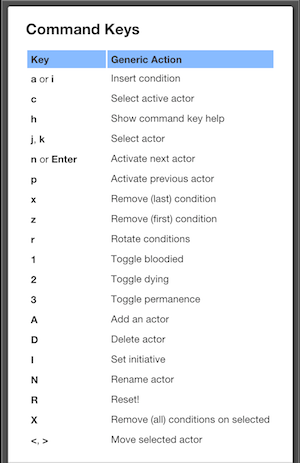 Command Keys
Key Generic Action
a or i Insert condition
c Select active actor
h Show command key help
j, k Select actor
n or Enter Activate next actor
p Activate previous actor
x Remove (last) condition
z Remove (first) condition
r Rotate conditions
1 Toggle bloodied
2 Toggle dying
3 Toggle permanence
A Add an actor
D Delete actor
I Set initiative
N Rename actor
R Reset!
X Remove (all) conditions on selected
<, > Move selected actor